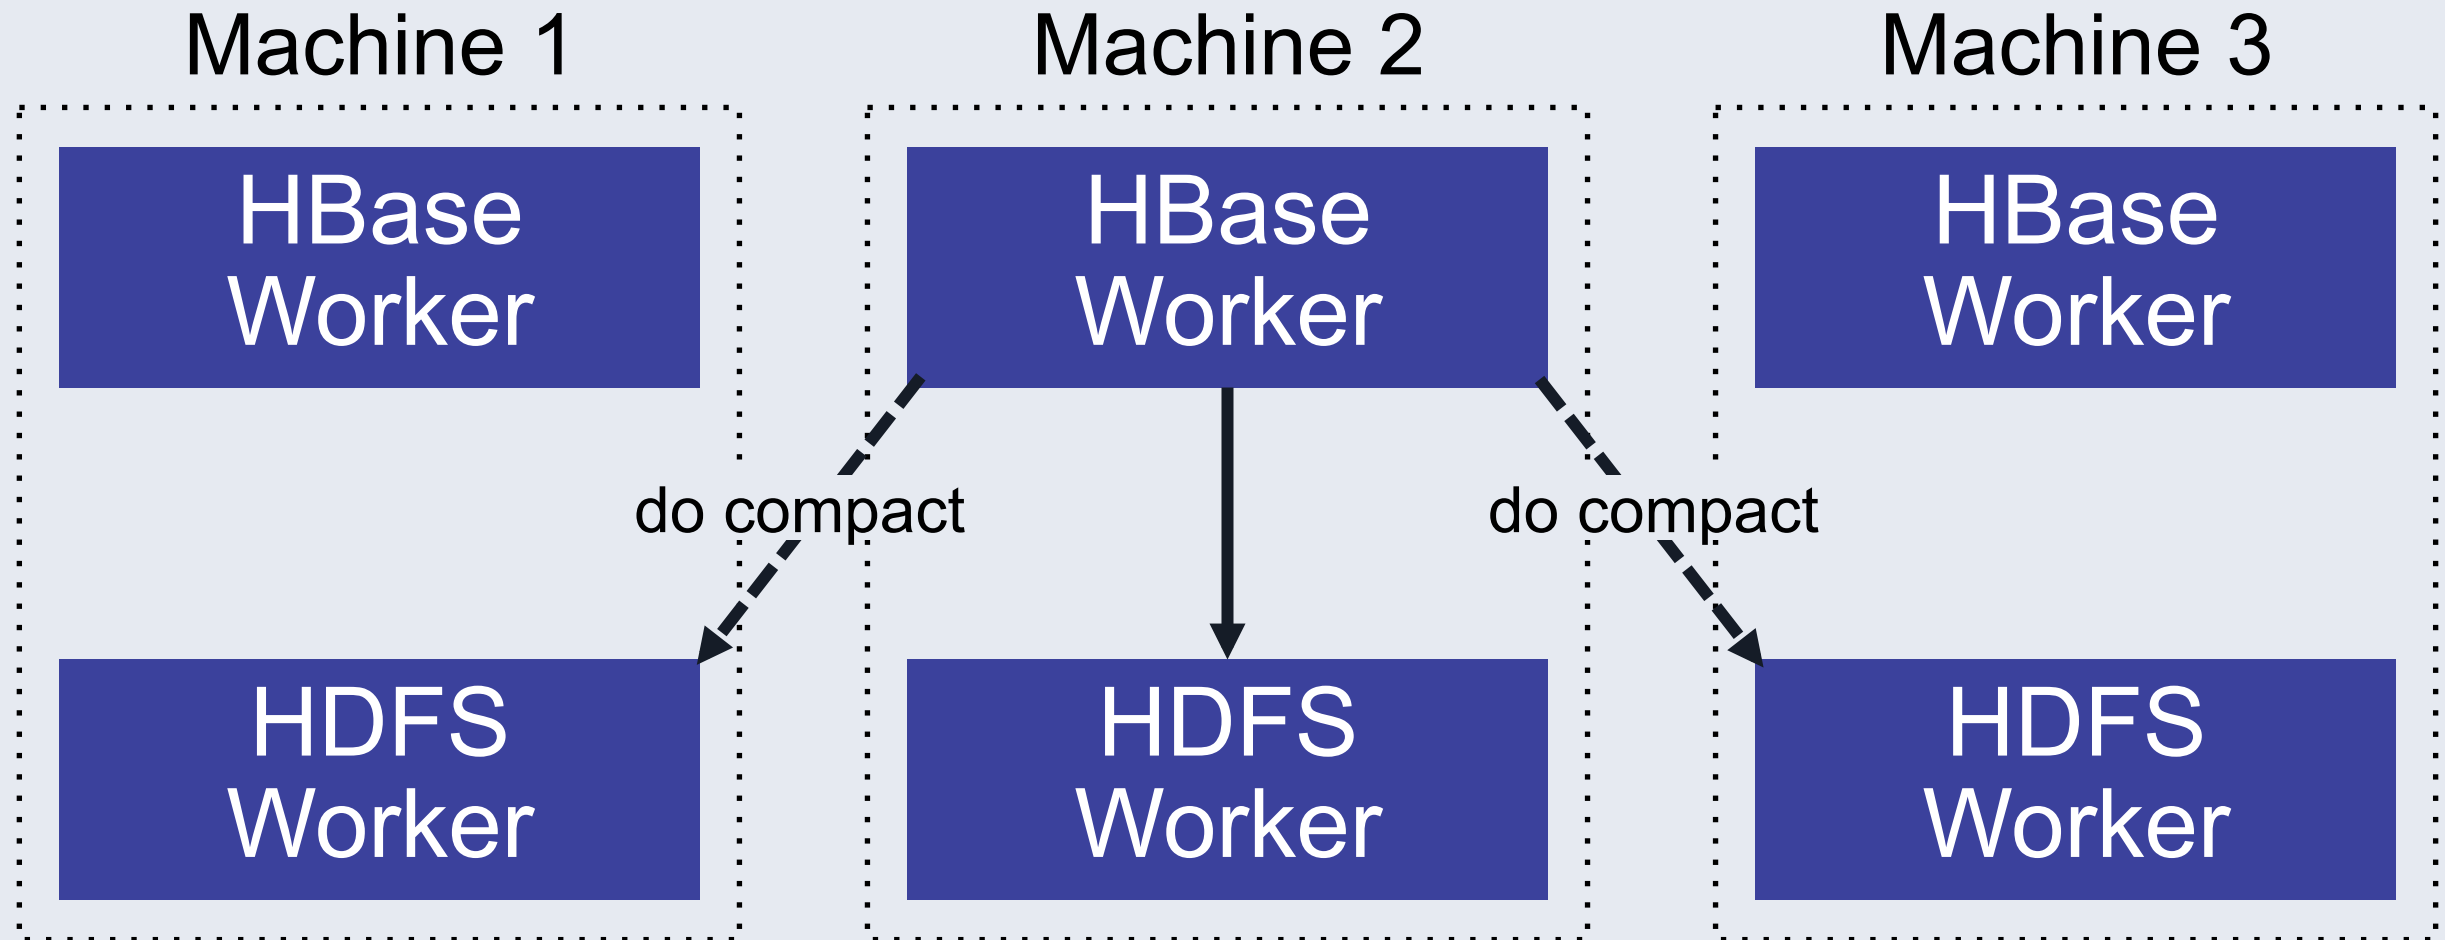 Machine 1
Machine 2
Machine 3
HBase
Worker
HBase
Worker
HBase
Worker
do compact
do compact
HDFS
Worker
HDFS
Worker
HDFS
Worker